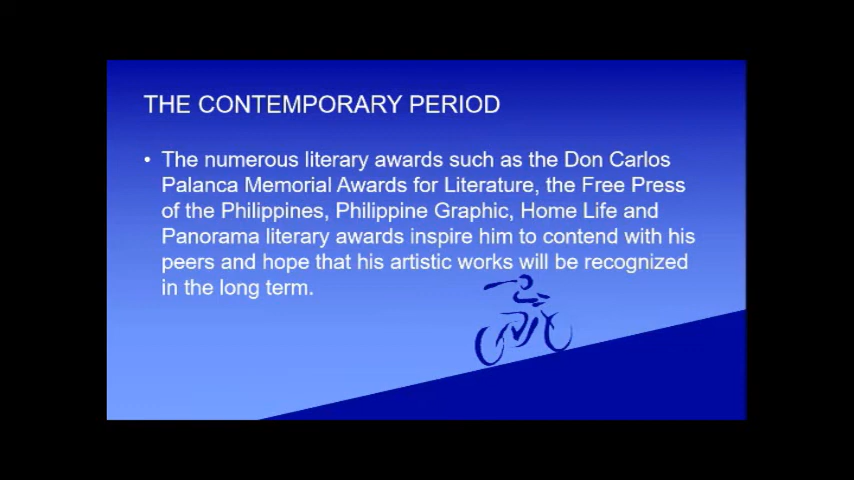 THE CONTEMPORARY PERIOD
• The numerous literary awards such as the Don Carlos
Palanca Memorial Awards for Literature, the Free Press
of the Philippines, Philippine Graphic, Home Life and
Panorama literary awards inspire him to contend with his
peers and hope that his artistic works will be recognized
in the long term.